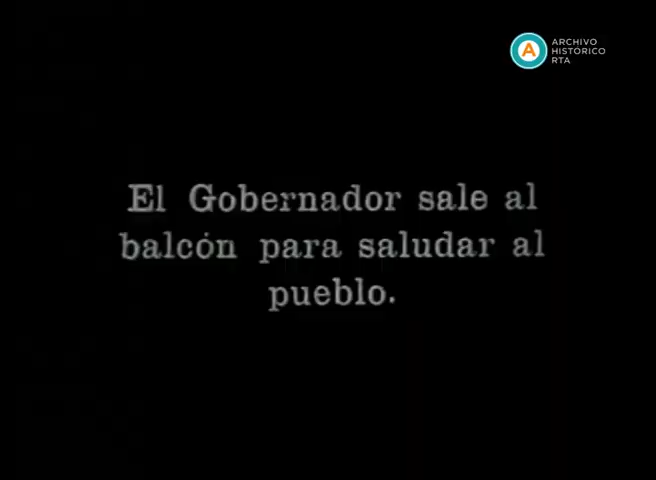 A
ARCHIVO
HISTORICO
RTA
El Gobernador sale al
balcón para saludar al
pueblo.